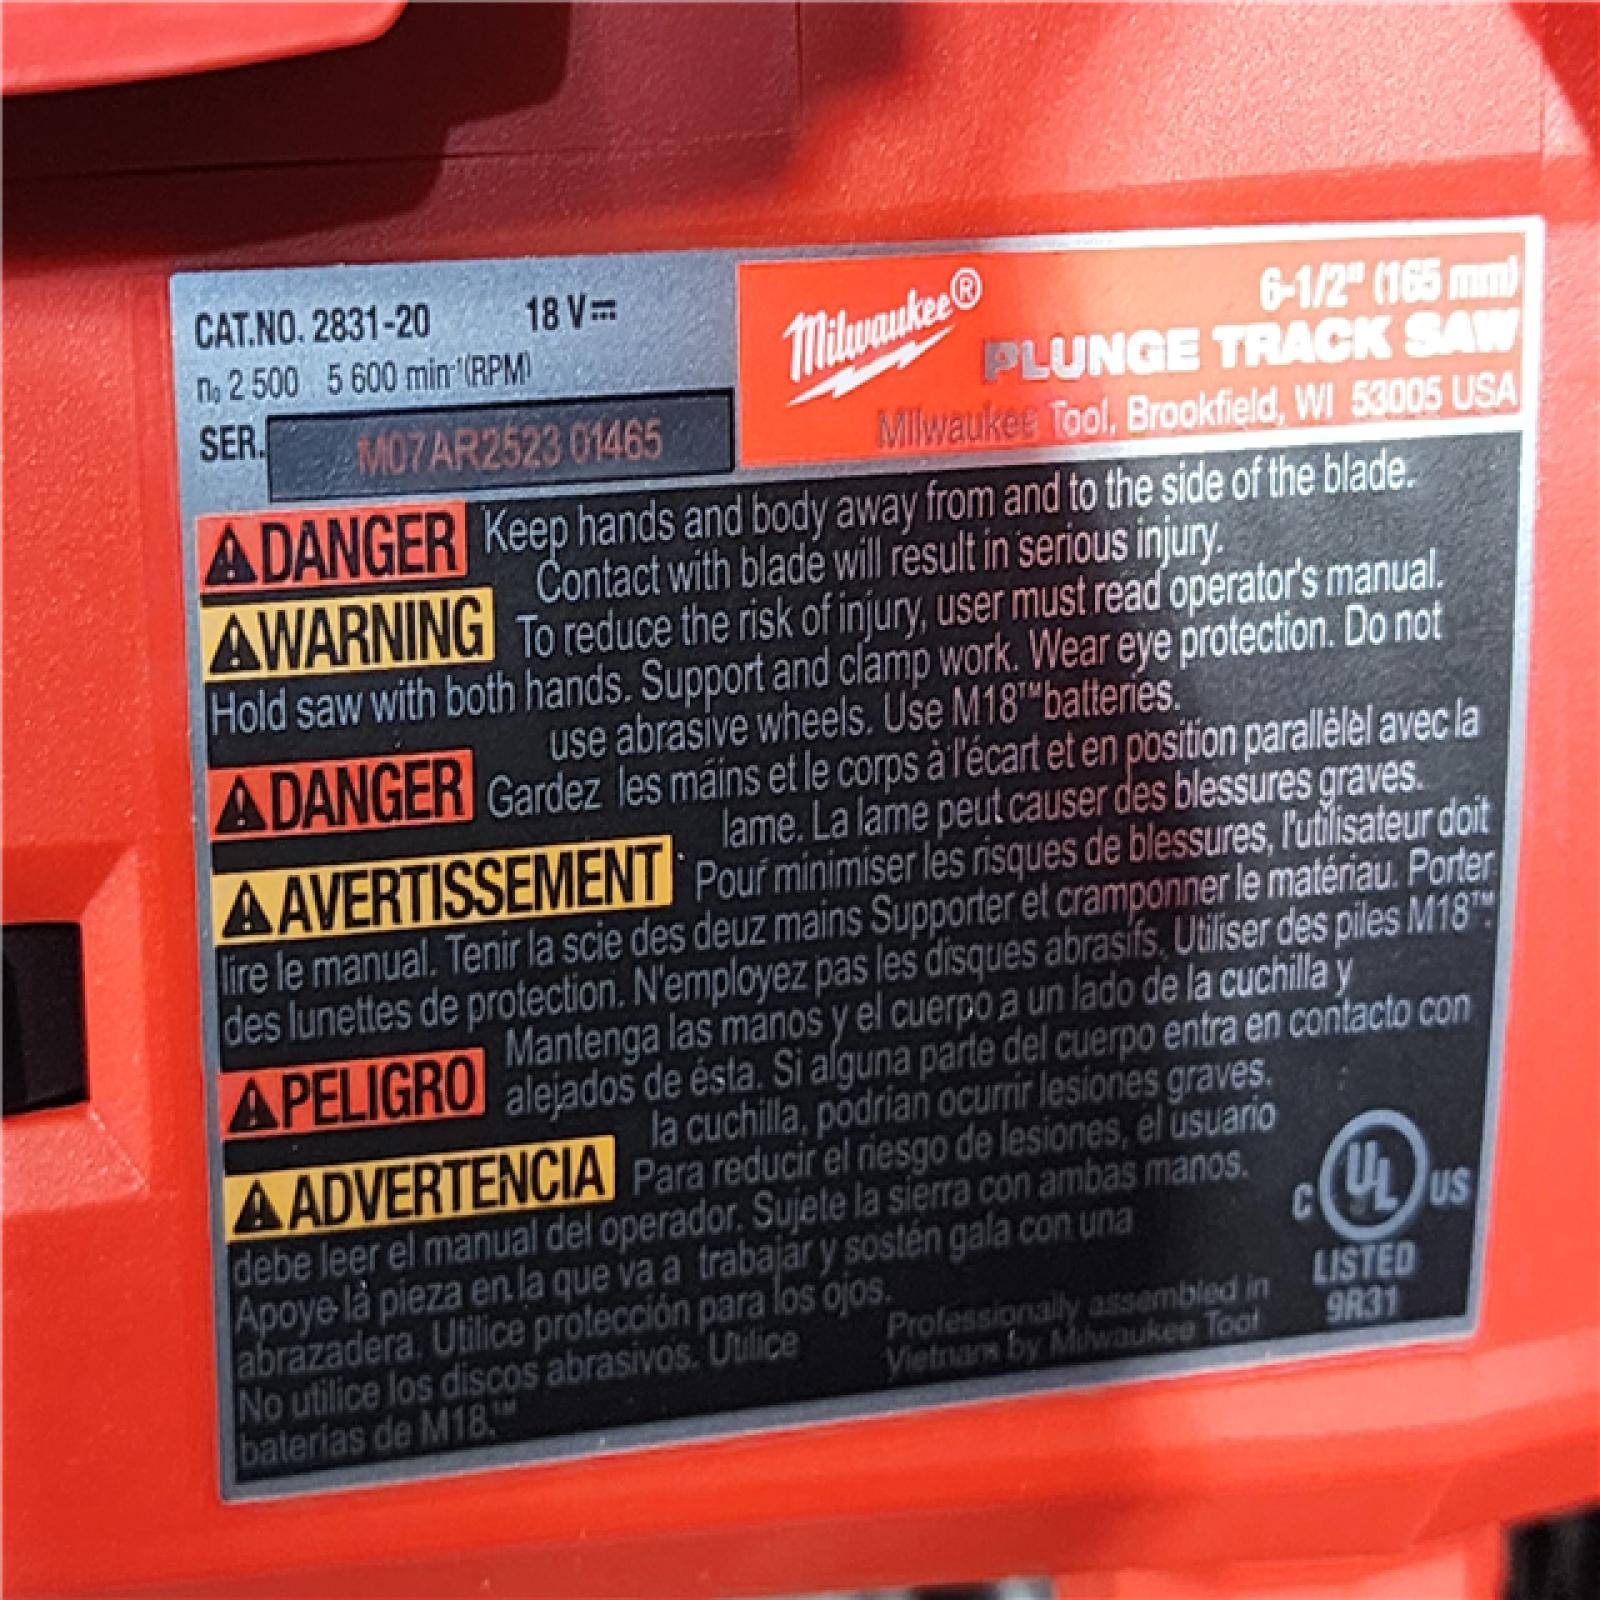 CAT.NO. 2831-20 18 V
n₀ 2 500 5 600 min⁻¹(RPM)
SER. M07AR2523 01465
Milwaukee®
6-1/2" (165 mm)
PLUNGE TRACK SAW
Milwaukee Tool, Brookfield, WI 53005 USA
DANGER Keep hands and body away from and to the side of the blade.
Contact with blade will result in serious injury.
WARNING To reduce the risk of injury, user must read operator's manual.
Hold saw with both hands. Support and clamp work. Wear eye protection. Do not
use abrasive wheels. Use M18™ batteries.
DANGER Gardez les mains et le corps à l'écart et en position parallèlel avec la
lame. La lame peut causer des blessures graves.
AVERTISSEMENT Pour minimiser les risques de blessures, l'utilisateur doit
lire le manual. Tenir la scie des deuz mains Supporter et cramponner le matériau. Porter
des lunettes de protection. N'employez pas les disques abrasifs. Utiliser des piles M18™.
Mantenga las manos y el cuerpo a un lado de la cuchilla y
PELIGRO alejados de ésta. Si alguna parte del cuerpo entra en contacto con
la cuchilla, podrian ocurrir lesiones graves.
ADVERTENCIA Para reducir el riesgo de lesiones, el usuario
debe leer el manual del operador. Sujete la sierra con ambas manos.
Apoye la pieza en la que va a trabajar y sostén gala con una
abrazadera. Utilice protección para los ojos.
No utilice los discos abrasivos. Utilice
baterias de M18.™
Professionally assembled in
Vietnam by Milwaukee Tool
C UL US
LISTED
9R31